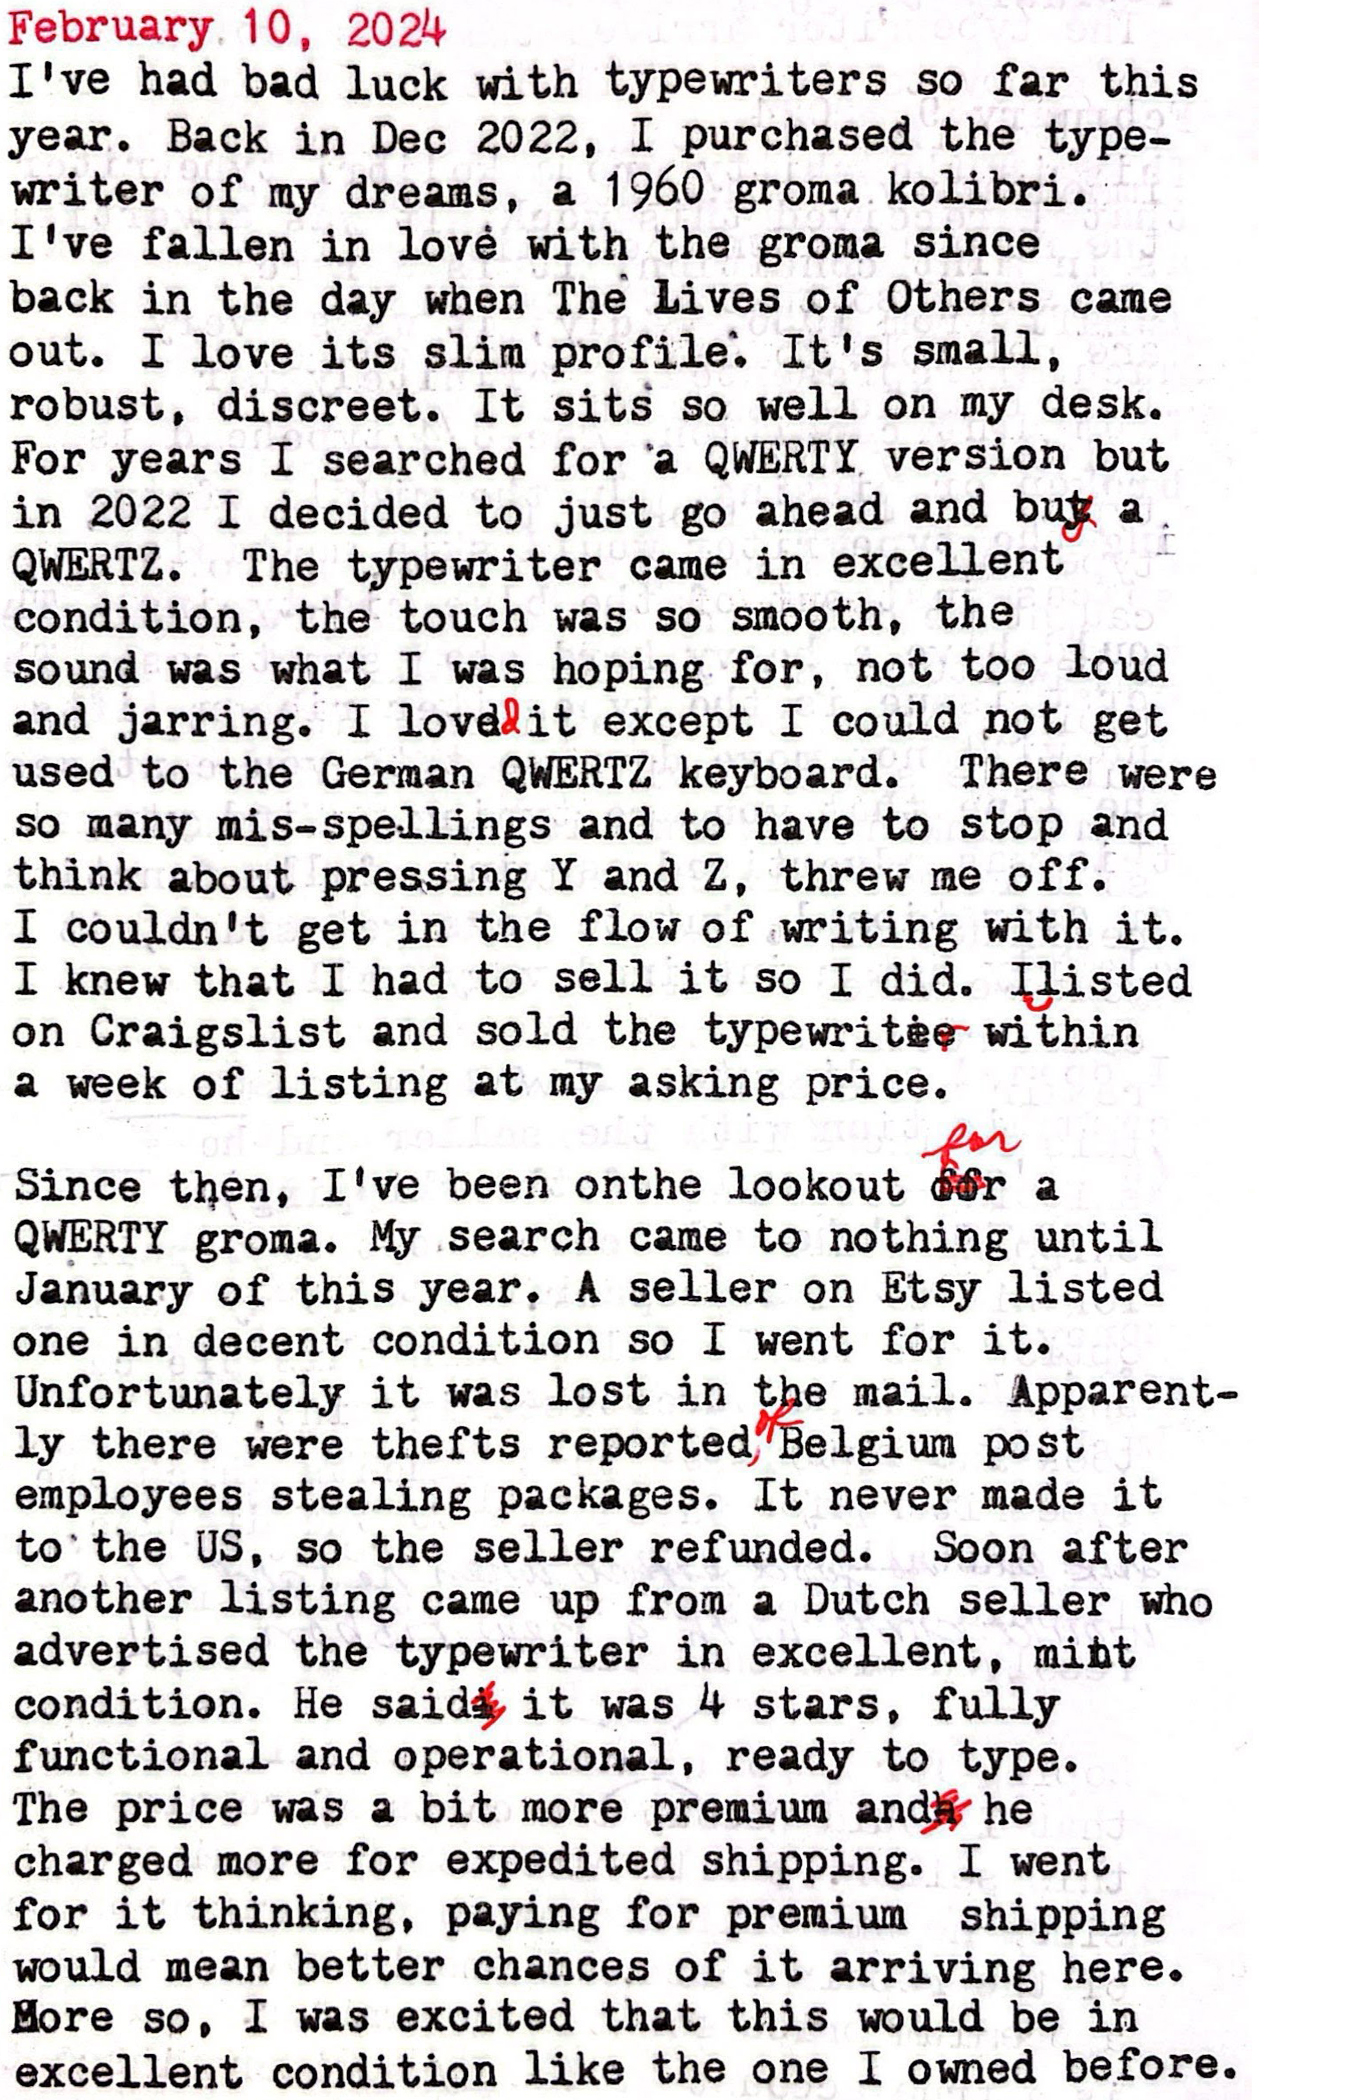 February 10, 2024
I've had bad luck with typewriters so far this
year. Back in Dec 2022, I purchased the type-
writer of my dreams, a 1960 groma kolibri.
I've fallen in love with the groma since
back in the day when The Lives of Others came
out. I love its slim profile. It's small,
robust, discreet. It sits so well on my desk.
For years I searched for a QWERTY version but
in 2022 I decided to just go ahead and buy a
QWERTZ.  The typewriter came in excellent
condition, the touch was so smooth, the
sound was what I was hoping for, not too loud
and jarring. I loved it except I could not get
used to the German QWERTZ keyboard.  There were
so many mis-spellings and to have to stop and
think about pressing Y and Z, threw me off.
I couldn't get in the flow of writing with it.
I knew that I had to sell it so I did. Ilisted
on Craigslist and sold the typewriter within
a week of listing at my asking price.
for
Since then, I've been onthe lookout for a
QWERTY groma. My search came to nothing until
January of this year. A seller on Etsy listed
one in decent condition so I went for it.
Unfortunately it was lost in the mail. Apparent-
ly there were thefts reported, of Belgium post
employees stealing packages. It never made it
to the US, so the seller refunded.  Soon after
another listing came up from a Dutch seller who
advertised the typewriter in excellent, mint
condition. He said it was 4 stars, fully
functional and operational, ready to type.
The price was a bit more premium and he
charged more for expedited shipping. I went
for it thinking, paying for premium  shipping
would mean better chances of it arriving here.
More so, I was excited that this would be in
excellent condition like the one I owned before.